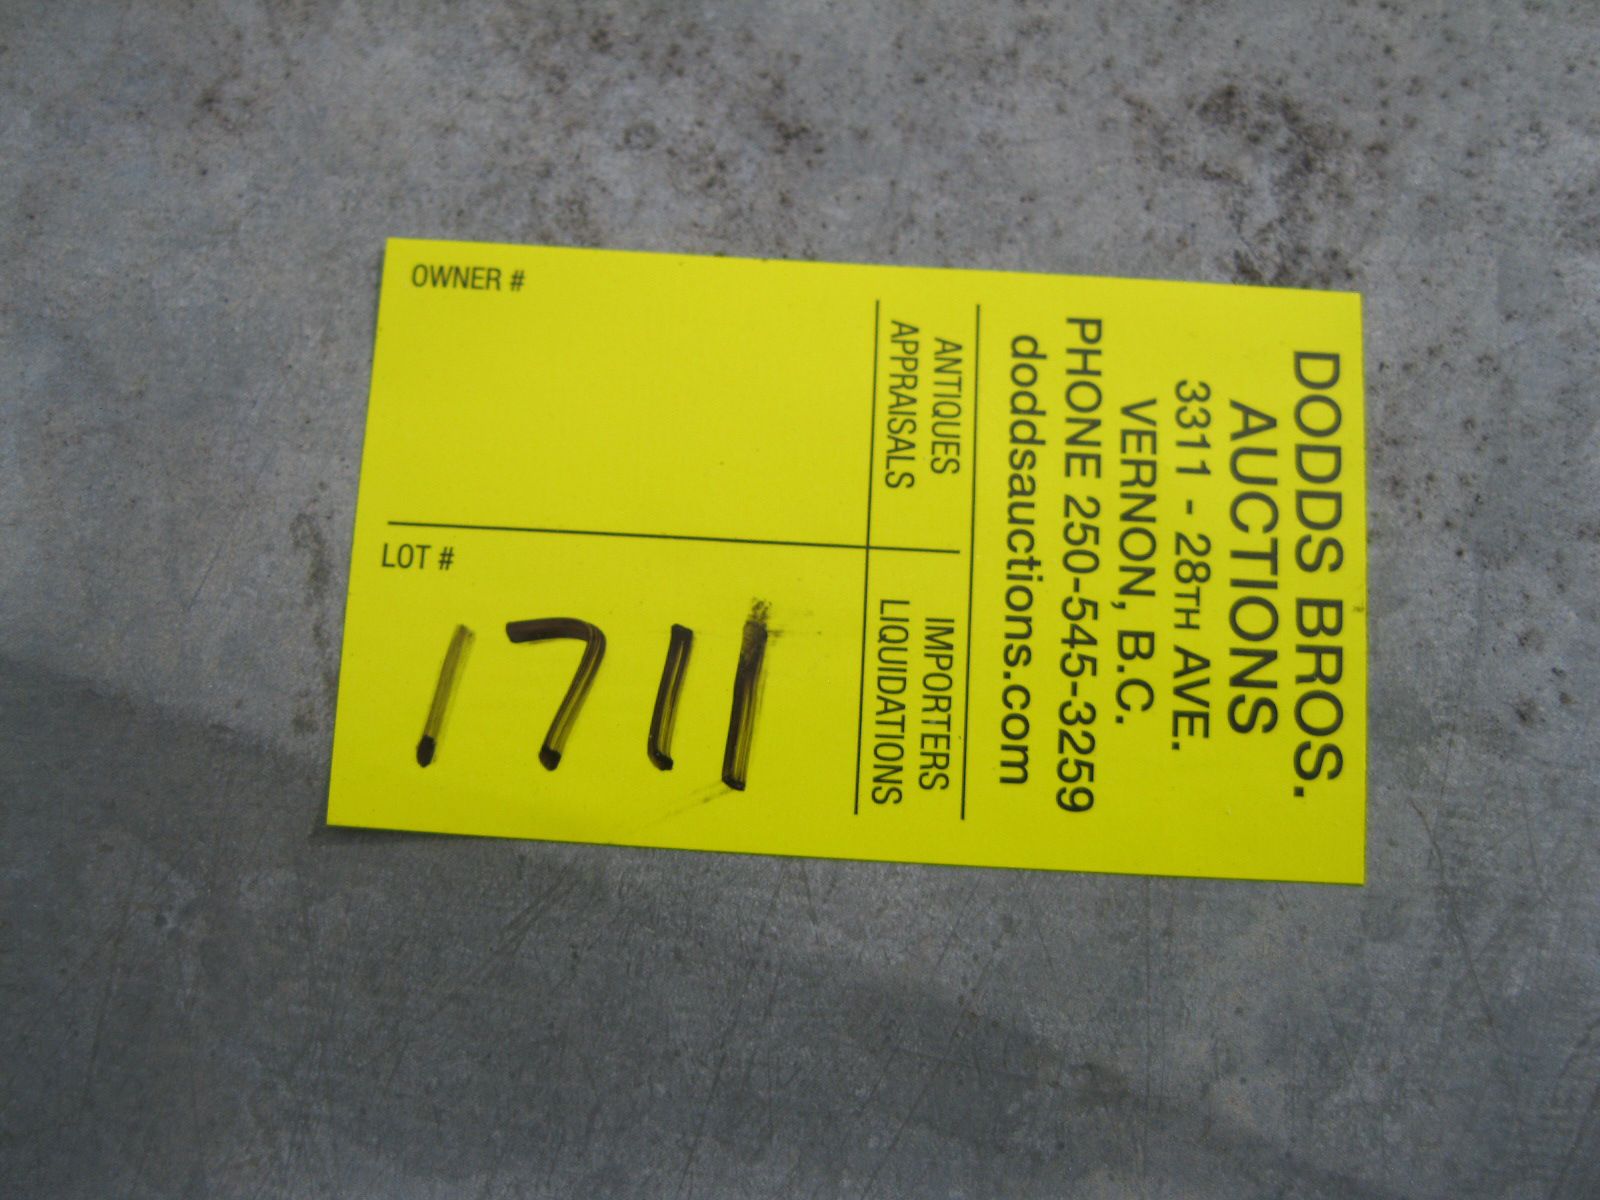 DODDS BROS.
AUCTIONS
3311 - 28TH AVE.
VERNON, B.C.
PHONE 250-545-3259
doddsauctions.com
ANTIQUES
APPRAISALS
IMPORTERS
LIQUIDATIONS
OWNER #
LOT #
1711